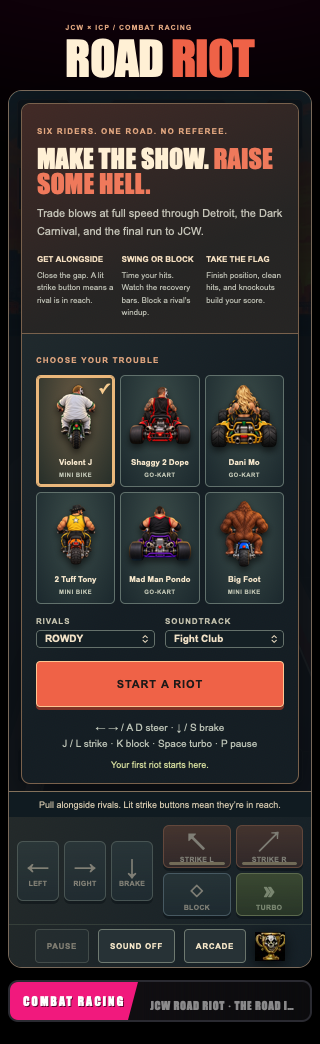 JCW × ICP / COMBAT RACING
ROAD RIOT
SIX RIDERS. ONE ROAD. NO REFEREE.
MAKE THE SHOW. RAISE
SOME HELL.
Trade blows at full speed through Detroit, the Dark
Carnival, and the final run to JCW.
GET ALONGSIDE
Close the gap. A lit
strike button means a
rival is in reach.
SWING OR BLOCK
Time your hits.
Watch the recovery
bars. Block a rival's
windup.
TAKE THE FLAG
Finish position, clean
hits, and knockouts
build your score.
CHOOSE YOUR TROUBLE
✓
Violent J
MINI BIKE
Shaggy 2 Dope
GO-KART
Dani Mo
GO-KART
2 Tuff Tony
MINI BIKE
Mad Man Pondo
GO-KART
Big Foot
MINI BIKE
RIVALS
ROWDY
SOUNDTRACK
Fight Club
START A RIOT
← → / A D steer · ↓ / S brake
J / L strike · K block · Space turbo · P pause
Your first riot starts here.
Pull alongside rivals. Lit strike buttons mean they're in reach.
← LEFT
→ RIGHT
↓ BRAKE
↖ STRIKE L
↗ STRIKE R
◇ BLOCK
» TURBO
PAUSE
SOUND OFF
ARCADE
COMBAT RACING
JCW ROAD RIOT · THE ROAD I…